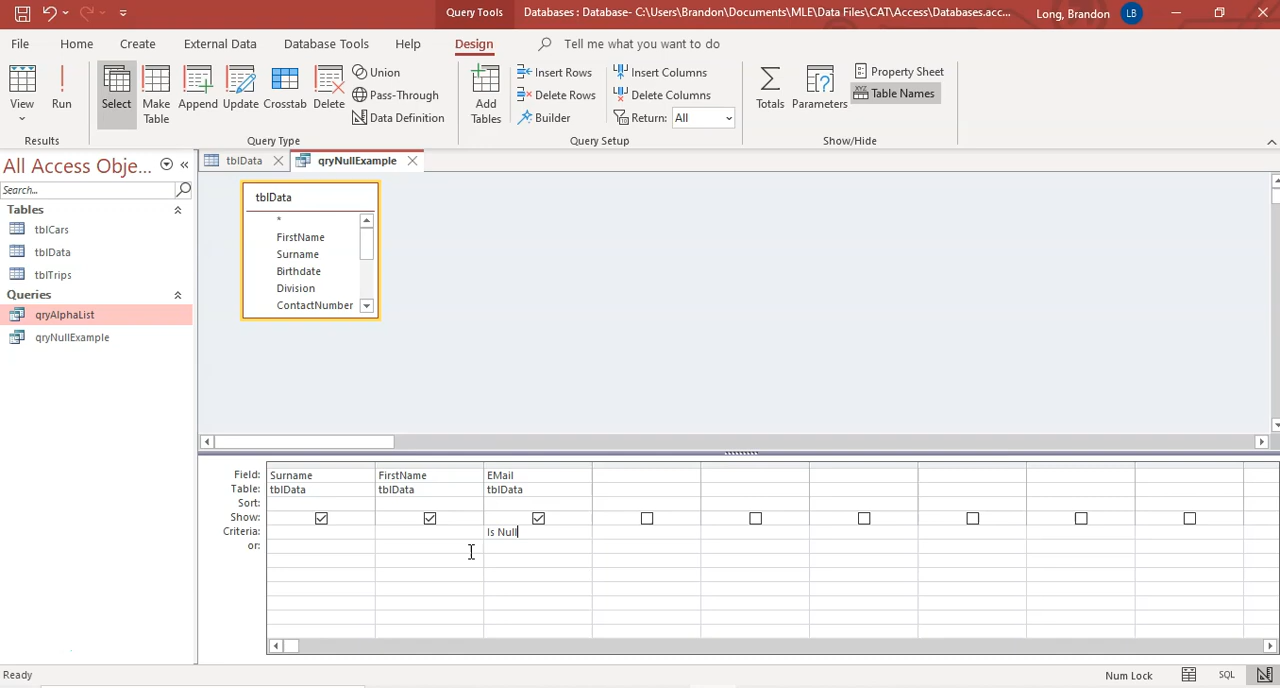 Query Tools
Databases : Database- C:\Users\Brandon\Documents\MLE\Data Files\CAT\Access\Databases.acc...
Long, Brandon
LB
File
Home
Create
External Data
Database Tools
Help
Design
Tell me what you want to do
View
Run
Select
Make Table
Append
Update
Crosstab
Delete
Union
Pass-Through
Data Definition
Add Tables
Insert Rows
Delete Rows
Builder
Insert Columns
Delete Columns
Return: All
Totals
Parameters
Property Sheet
Table Names
Results
Query Type
Query Setup
Show/Hide
All Access Obje...
Search...
Tables
tblCars
tblData
tblTrips
Queries
qryAlphaList
qryNullExample
tblData
qryNullExample
tblData
*
FirstName
Surname
Birthdate
Division
ContactNumber
Field: Surname FirstName EMail
Table: tblData tblData tblData
Sort:
Show:
Criteria: Is Null
or:
Ready
Num Lock
SQL